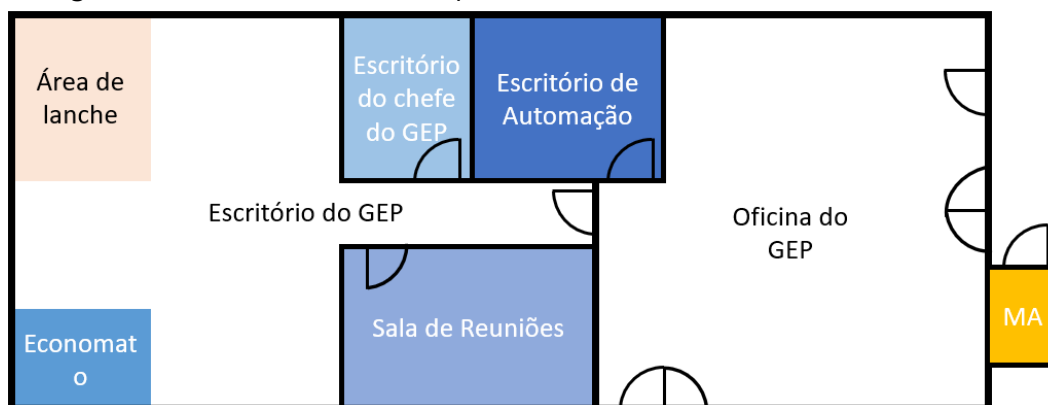 Área de
lanche
Escritório
do chefe
do GEP
Escritório de
Automação
Escritório do GEP
Oficina do
GEP
Sala de Reuniões
MA
Economat
o